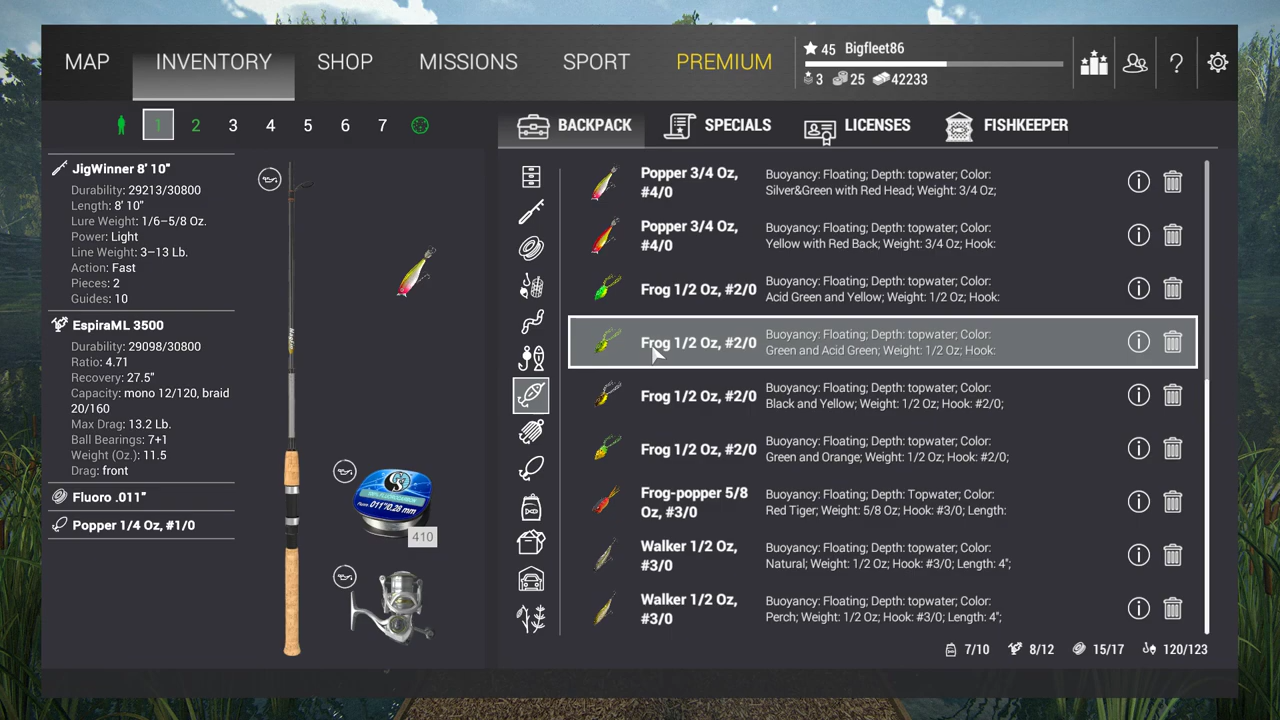 MAP
INVENTORY
SHOP
MISSIONS
SPORT
PREMIUM
45 Bigfleet86
3 25 42233
?
1 2 3 4 5 6 7
BACKPACK
SPECIALS
LICENSES
FISHKEEPER
JigWinner 8' 10"
Durability: 29213/30800
Length: 8' 10"
Lure Weight: 1/6–5/8 Oz.
Power: Light
Line Weight: 3–13 Lb.
Action: Fast
Pieces: 2
Guides: 10
EspiraML 3500
Durability: 29098/30800
Ratio: 4.71
Recovery: 27.5"
Capacity: mono 12/120, braid
20/160
Max Drag: 13.2 Lb.
Ball Bearings: 7+1
Weight (Oz.): 11.5
Drag: front
Fluoro .011"
Popper 1/4 Oz, #1/0
410
Popper 3/4 Oz,
#4/0
Buoyancy: Floating; Depth: topwater; Color:
Silver&Green with Red Head; Weight: 3/4 Oz;
Popper 3/4 Oz,
#4/0
Buoyancy: Floating; Depth: topwater; Color:
Yellow with Red Back; Weight: 3/4 Oz; Hook:
Frog 1/2 Oz, #2/0
Buoyancy: Floating; Depth: topwater; Color:
Acid Green and Yellow; Weight: 1/2 Oz; Hook:
Frog 1/2 Oz, #2/0
Buoyancy: Floating; Depth: topwater; Color:
Green and Acid Green; Weight: 1/2 Oz; Hook:
Frog 1/2 Oz, #2/0
Buoyancy: Floating; Depth: topwater; Color:
Black and Yellow; Weight: 1/2 Oz; Hook: #2/0;
Frog 1/2 Oz, #2/0
Buoyancy: Floating; Depth: topwater; Color:
Green and Orange; Weight: 1/2 Oz; Hook: #2/0;
Frog-popper 5/8
Oz, #3/0
Buoyancy: Floating; Depth: Topwater; Color:
Red Tiger; Weight: 5/8 Oz; Hook: #3/0; Length:
Walker 1/2 Oz,
#3/0
Buoyancy: Floating; Depth: topwater; Color:
Natural; Weight: 1/2 Oz; Hook: #3/0; Length: 4";
Walker 1/2 Oz,
#3/0
Buoyancy: Floating; Depth: topwater; Color:
Perch; Weight: 1/2 Oz; Hook: #3/0; Length: 4";
7/10 8/12 15/17 120/123